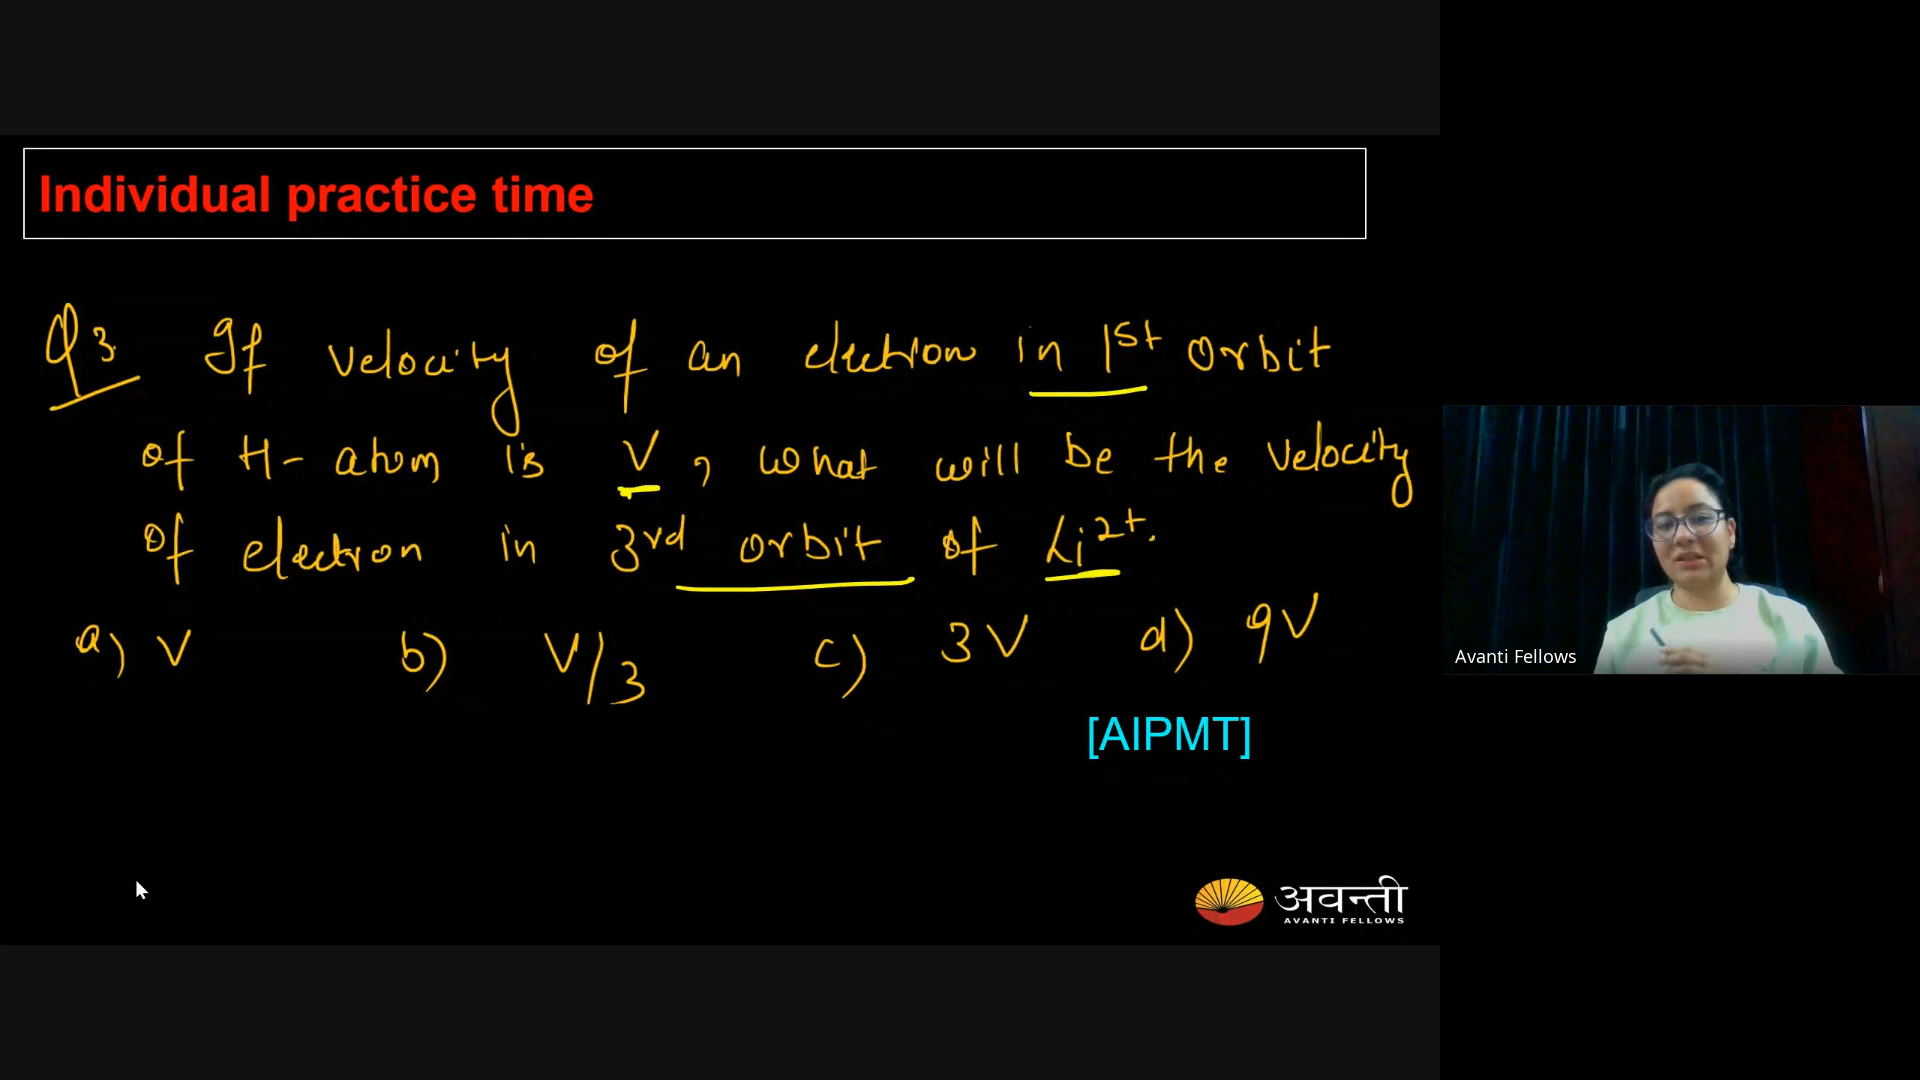 Individual practice time
Q3 If velocity of an electron in 1st orbit
of H- atom is V, what will be the velocity
of electron in 3rd orbit of Li2+.
a) V b) V/3 c) 3V d) 9V
[AIPMT]
Avanti Fellows
अवन्ती
AVANTI FELLOWS